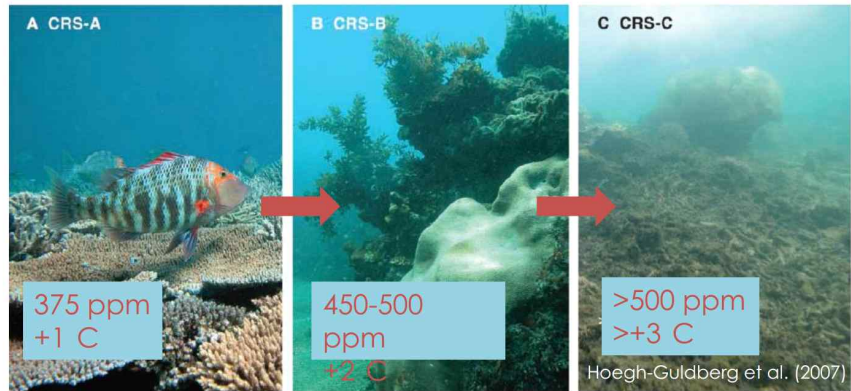 A CRS-A
B CRS-B
C CRS-C
375 ppm
+1 C
450-500
ppm
+2 C
>500 ppm
>+3 C
Hoegh-Guldberg et al. (2007)